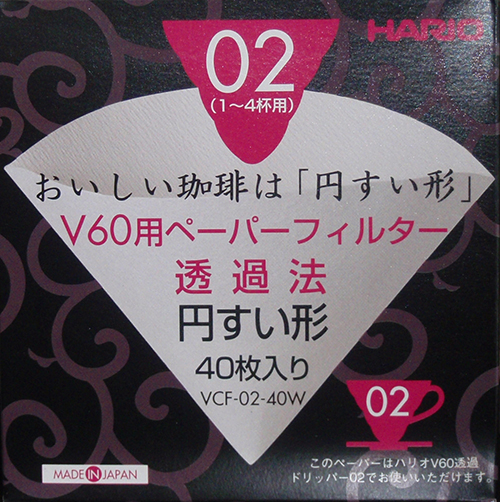 02
HARIO
(1〜4杯用)
おいしい珈琲は「円すい形」
V60用ペーパーフィルター
透過法
円すい形
40枚入り
VCF-02-40W
02
MADE IN JAPAN
このペーパーはハリオV60透過
ドリッパー02でお使いいただけます。